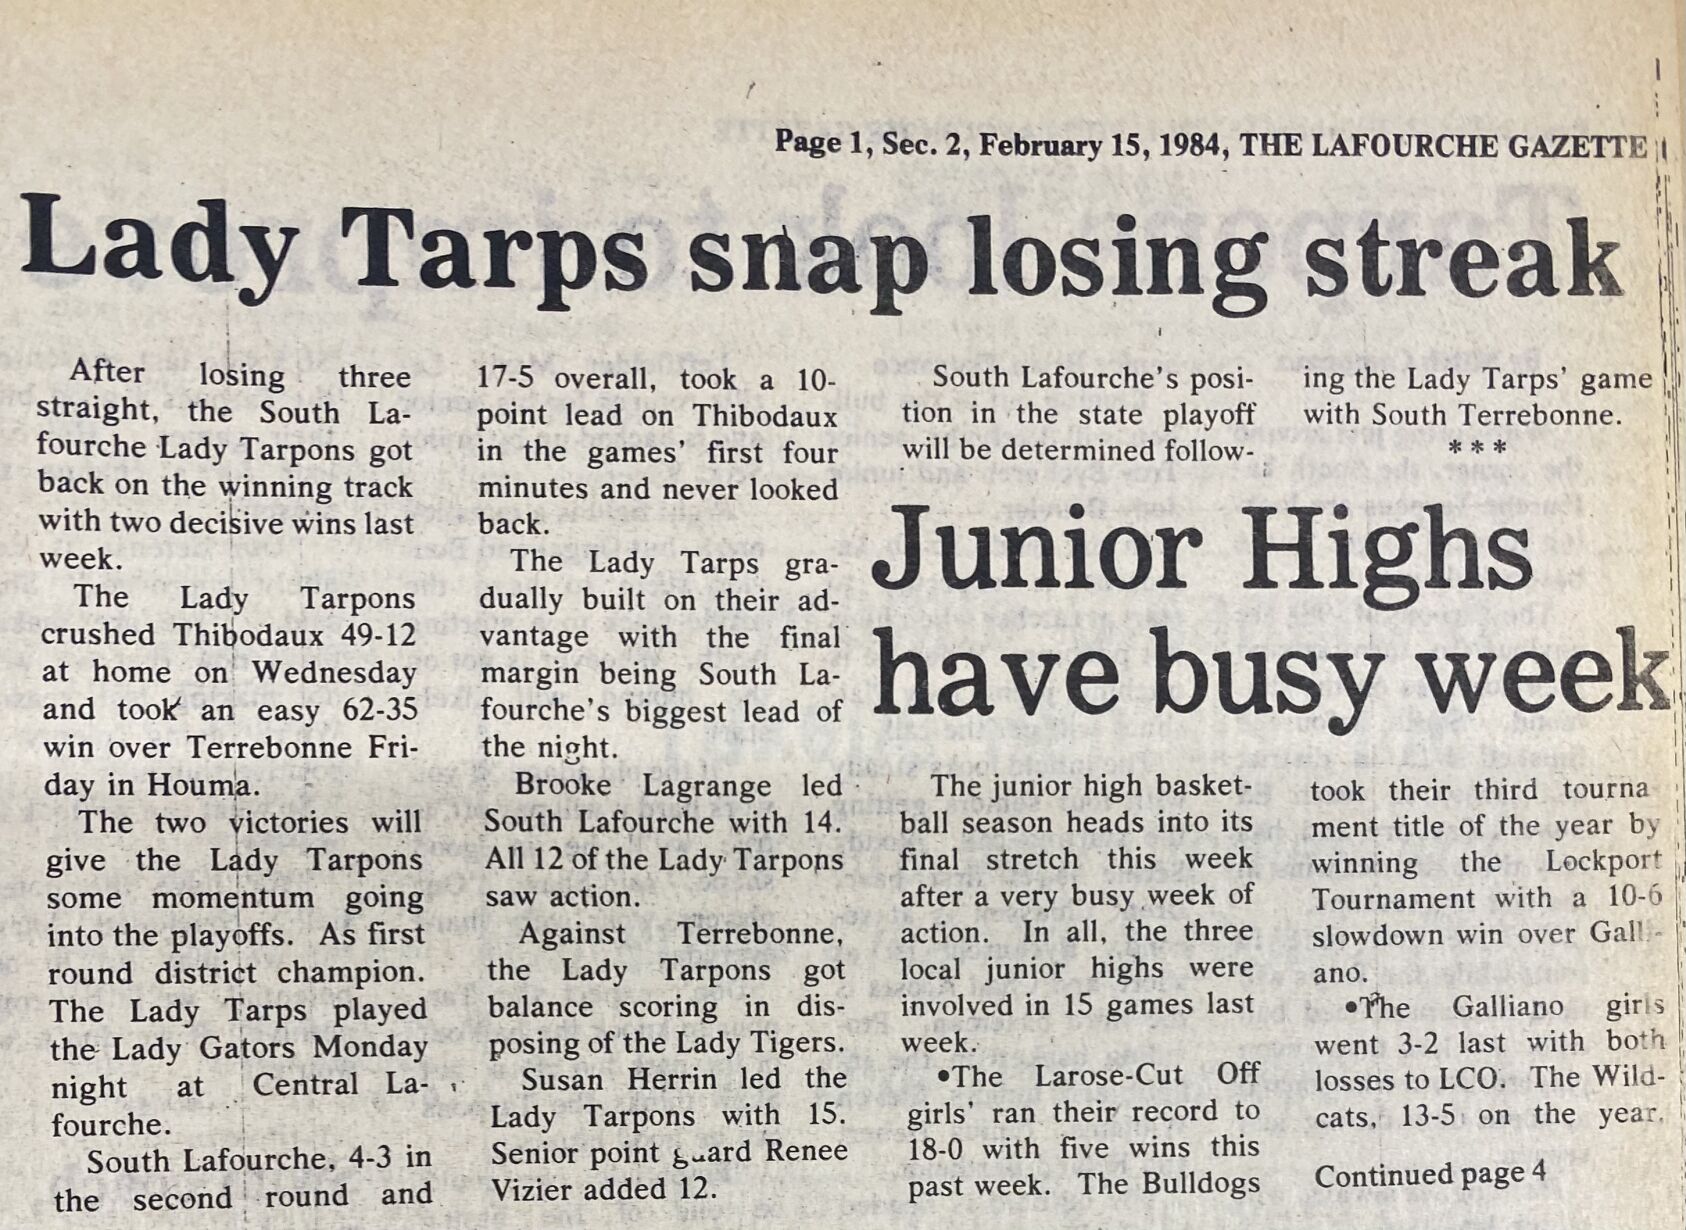 Page 1, Sec. 2, February 15, 1984, THE LAFOURCHE GAZETTE
Lady Tarps snap losing streak
After losing three
straight, the South La-
fourche Lady Tarpons got
back on the winning track
with two decisive wins last
week.
The Lady Tarpons
crushed Thibodaux 49-12
at home on Wednesday
and took an easy 62-35
win over Terrebonne Fri-
day in Houma.
The two victories will
give the Lady Tarpons
some momentum going
into the playoffs. As first
round district champion.
The Lady Tarps played
the Lady Gators Monday
night at Central La-
fourche.
South Lafourche, 4-3 in
the second round and
17-5 overall, took a 10-
point lead on Thibodaux
in the games' first four
minutes and never looked
back.
The Lady Tarps gra-
dually built on their ad-
vantage with the final
margin being South La-
fourche's biggest lead of
the night.
Brooke Lagrange led
South Lafourche with 14.
All 12 of the Lady Tarpons
saw action.
Against Terrebonne,
the Lady Tarpons got
balance scoring in dis-
posing of the Lady Tigers.
Susan Herrin led the
Lady Tarpons with 15.
Senior point guard Renee
Vizier added 12.
South Lafourche's posi-
tion in the state playoff
will be determined follow-
ing the Lady Tarps' game
with South Terrebonne.
***
Junior Highs
have busy week
The junior high basket-
ball season heads into its
final stretch this week
after a very busy week of
action. In all, the three
local junior highs were
involved in 15 games last
week.
•The Larose-Cut Off
girls' ran their record to
18-0 with five wins this
past week. The Bulldogs
took their third tourna
ment title of the year by
winning the Lockport
Tournament with a 10-6
slowdown win over Galli-
ano.
•The Galliano girls
went 3-2 last with both
losses to LCO. The Wild-
cats, 13-5 on the year,
Continued page 4